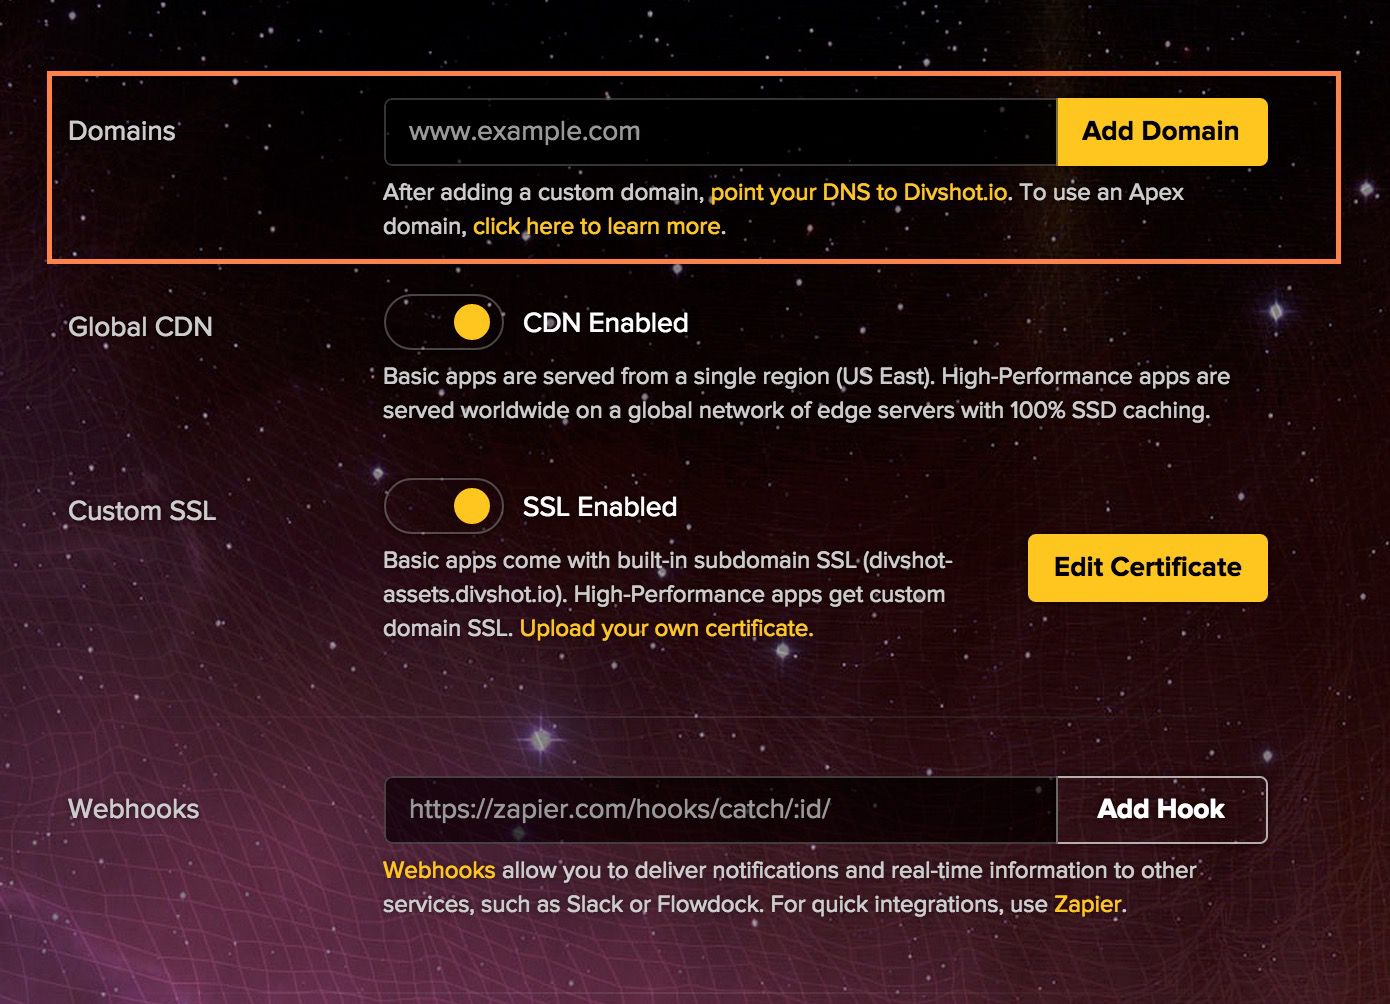 Domains
www.example.com
Add Domain
After adding a custom domain, point your DNS to Divshot.io. To use an Apex
domain, click here to learn more.
Global CDN
CDN Enabled
Basic apps are served from a single region (US East). High-Performance apps are
served worldwide on a global network of edge servers with 100% SSD caching.
Custom SSL
SSL Enabled
Basic apps come with built-in subdomain SSL (divshot-
assets.divshot.io). High-Performance apps get custom
domain SSL. Upload your own certificate.
Edit Certificate
Webhooks
https://zapier.com/hooks/catch/:id/
Add Hook
Webhooks allow you to deliver notifications and real-time information to other
services, such as Slack or Flowdock. For quick integrations, use Zapier.